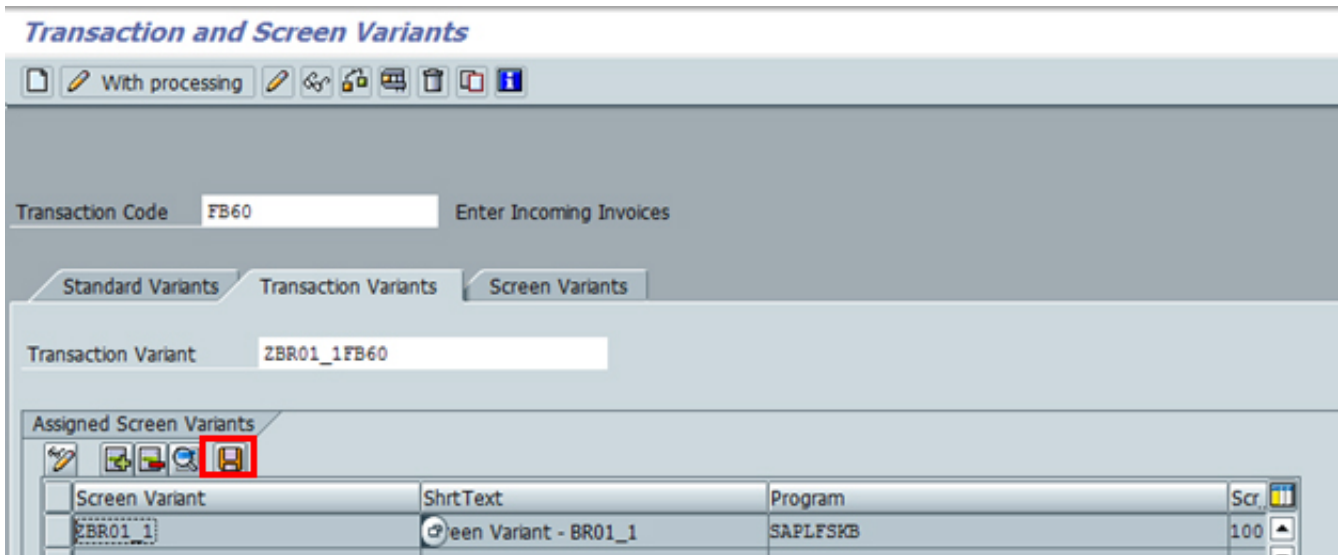 Transaction and Screen Variants
With processing
Transaction Code FB60 Enter Incoming Invoices
Standard Variants Transaction Variants Screen Variants
Transaction Variant ZBR01_1FB60
Assigned Screen Variants
Screen Variant ShrtText Program Scr
ZBR01_1 een Variant - BR01_1 SAPLFSKB 100